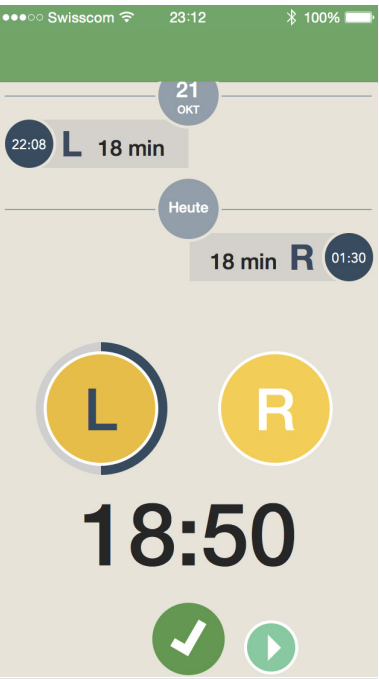 Swisscom 23:12 100%
21
OKT
22:08 L 18 min
Heute
18 min R 01:30
L R
18:50